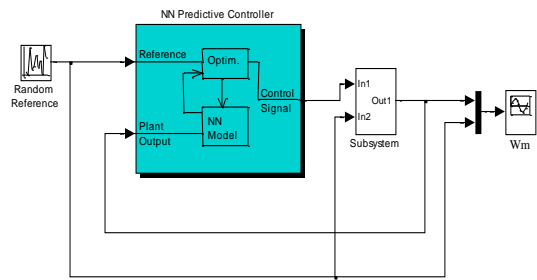 NN Predictive Controller
Random
Reference
Reference
Optim.
Control
Signal
NN
Model
Plant
Output
In1
In2
Out1
Subsystem
Wm